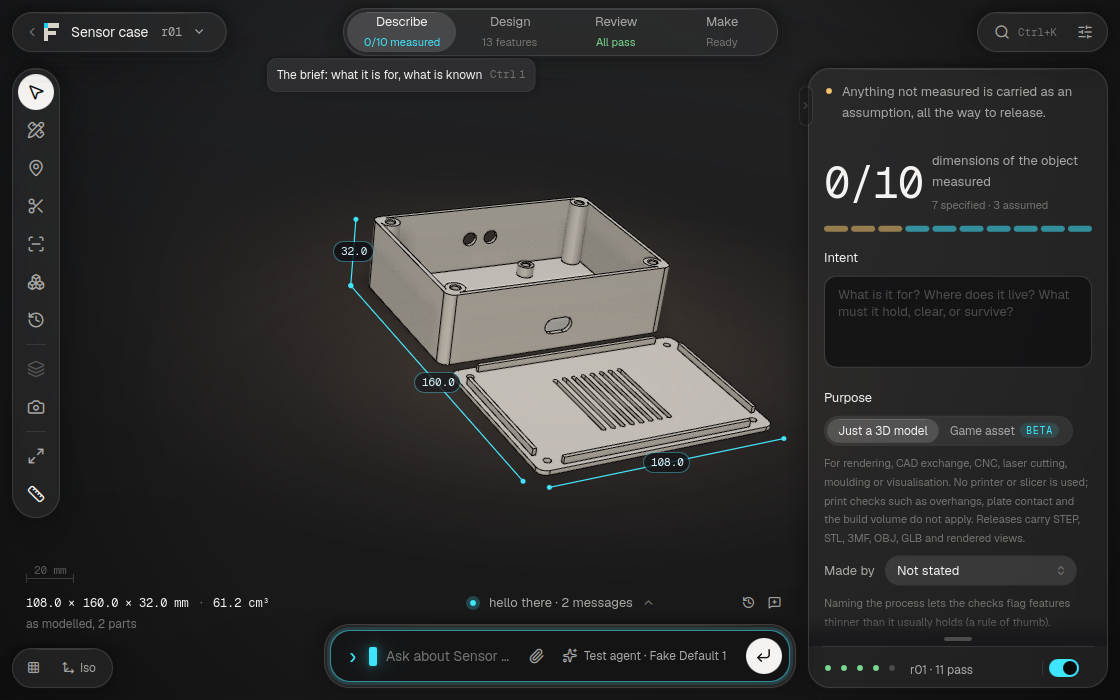 Sensor case r01
Describe
0/10 measured
Design
13 features
Review
All pass
Make
Ready
Ctrl+K
The brief: what it is for, what is known Ctrl 1
Anything not measured is carried as an
assumption, all the way to release.
0/10
dimensions of the object
measured
7 specified · 3 assumed
Intent
What is it for? Where does it live? What
must it hold, clear, or survive?
Purpose
Just a 3D model
Game asset BETA
For rendering, CAD exchange, CNC, laser cutting,
moulding or visualisation. No printer or slicer is used;
print checks such as overhangs, plate contact and
the build volume do not apply. Releases carry STEP,
STL, 3MF, OBJ, GLB and rendered views.
Made by Not stated
Naming the process lets the checks flag features
thinner than it usually holds (a rule of thumb).
r01 · 11 pass
32.0
160.0
108.0
20 mm
108.0 × 160.0 × 32.0 mm · 61.2 cm³
as modelled, 2 parts
Iso
hello there · 2 messages
Ask about Sensor ...
Test agent · Fake Default 1